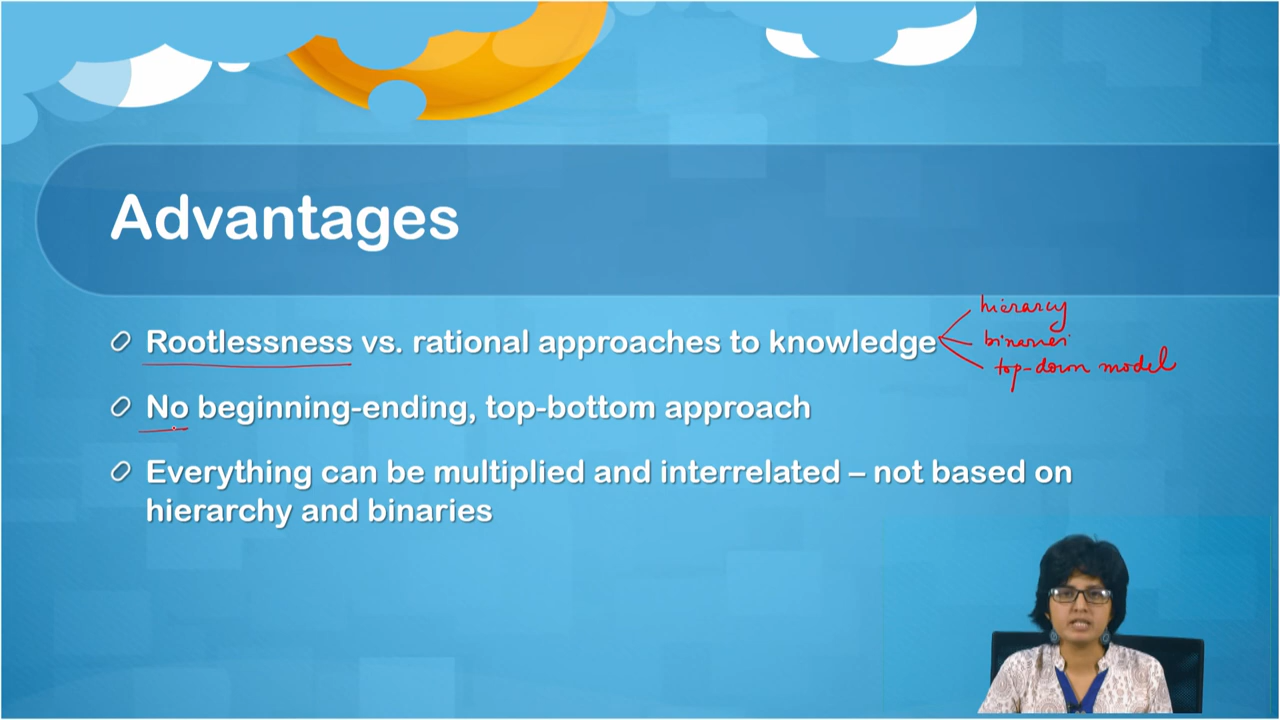 Advantages
Rootlessness vs. rational approaches to knowledge
hierarcy
binaries
top-down model
No beginning-ending, top-bottom approach
Everything can be multiplied and interrelated – not based on
hierarchy and binaries